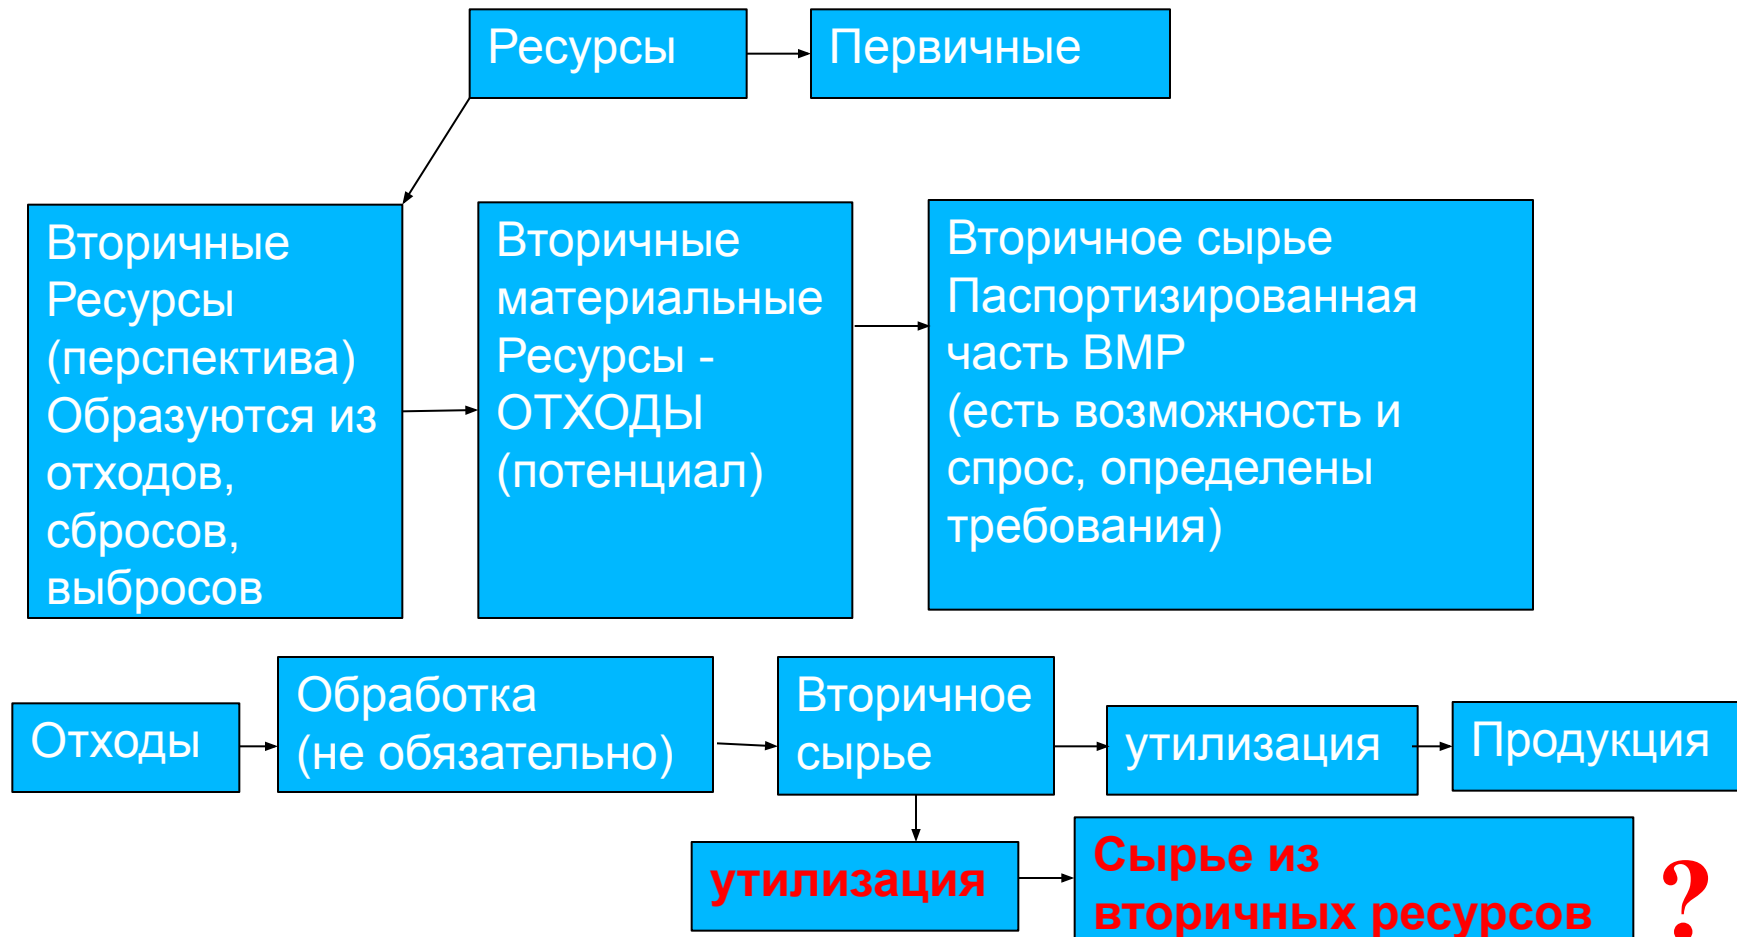 Ресурсы
Первичные
Вторичные
Ресурсы
(перспектива)
Образуются из
отходов,
сбросов,
выбросов
Вторичные
материальные
Ресурсы -
ОТХОДЫ
(потенциал)
Вторичное сырье
Паспортизированная
часть ВМР
(есть возможность и
спрос, определены
требования)
Отходы
Обработка
(не обязательно)
Вторичное
сырье
утилизация
Продукция
утилизация
Сырье из
вторичных ресурсов
?